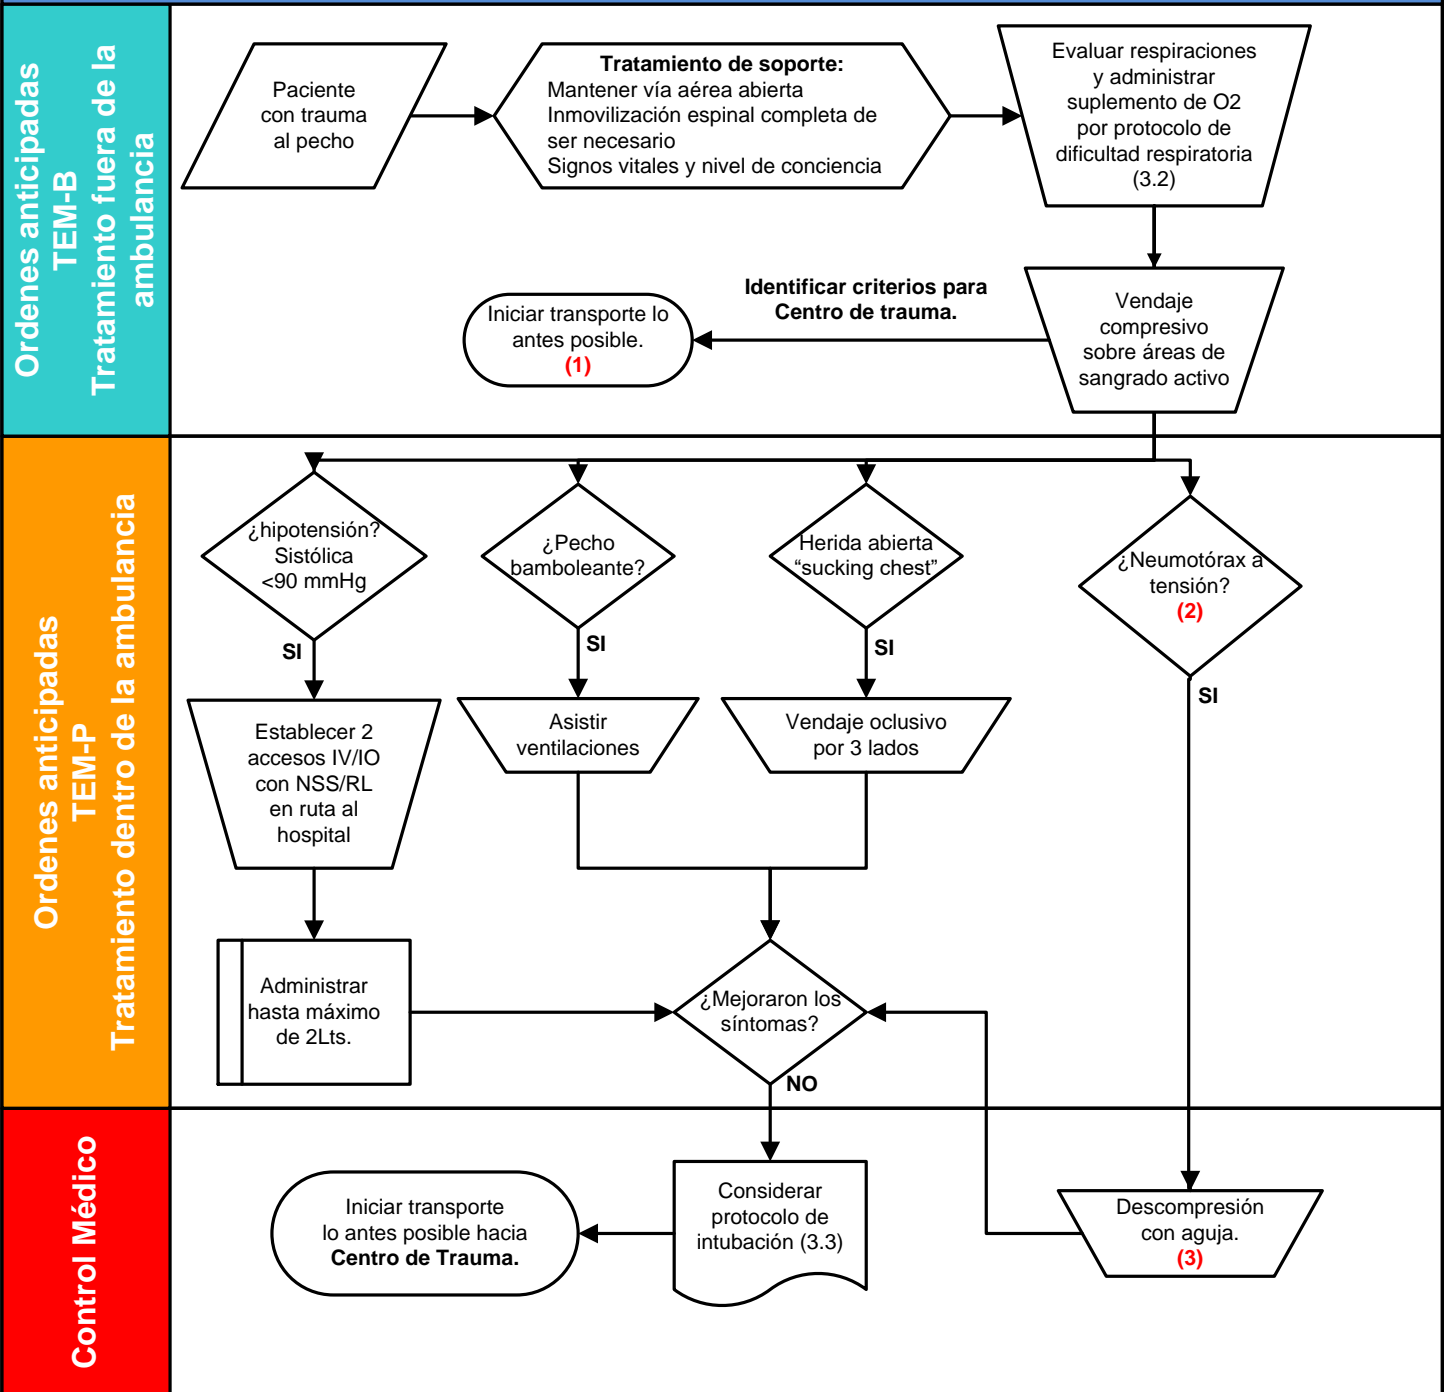 Ordenes anticipadas
TEM-B
Tratamiento fuera de la
ambulancia
Paciente
con trauma
al pecho
Tratamiento de soporte:
Mantener vía aérea abierta
Inmovilización espinal completa de
ser necesario
Signos vitales y nivel de conciencia
Evaluar respiraciones
y administrar
suplemento de O2
por protocolo de
dificultad respiratoria
(3.2)
Vendaje
compresivo
sobre áreas de
sangrado activo
Identificar criterios para
Centro de trauma.
Iniciar transporte lo
antes posible.
(1)
Ordenes anticipadas
TEM-P
Tratamiento dentro de la ambulancia
¿hipotensión?
Sistólica
<90 mmHg
¿Pecho
bamboleante?
Herida abierta
“sucking chest”
¿Neumotórax a
tensión?
(2)
SI
SI
SI
SI
Establecer 2
accesos IV/IO
con NSS/RL
en ruta al
hospital
Asistir
ventilaciones
Vendaje oclusivo
por 3 lados
Administrar
hasta máximo
de 2Lts.
¿Mejoraron los
síntomas?
NO
Control Médico
Iniciar transporte
lo antes posible hacia
Centro de Trauma.
Considerar
protocolo de
intubación (3.3)
Descompresión
con aguja.
(3)